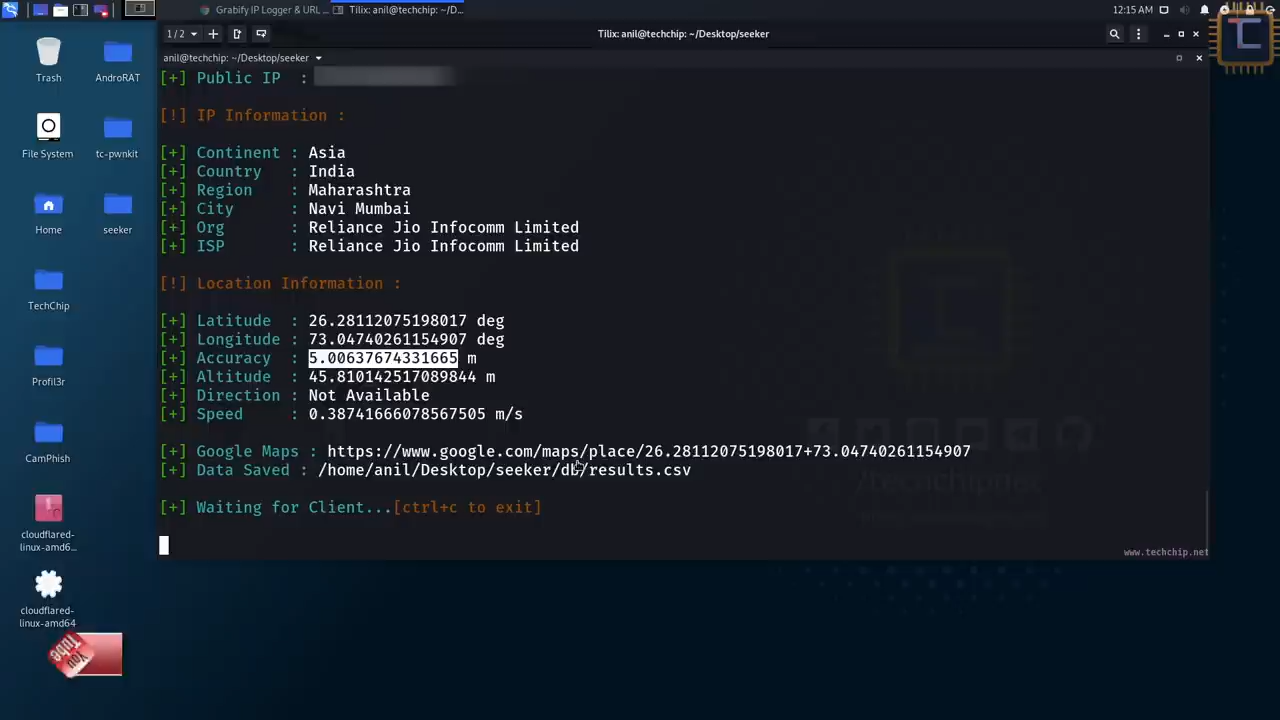 Grabify IP Logger & URL ...
Tilix: anil@techchip: ~/D...
12:15 AM
1 / 2
Tilix: anil@techchip: ~/Desktop/seeker
anil@techchip: ~/Desktop/seeker
Trash
AndroRAT
File System
tc-pwnkit
Home
seeker
TechChip
Profil3r
CamPhish
cloudflared-
linux-amd6...
cloudflared-
linux-amd64
You
Tube
[+] Public IP :
[!] IP Information :
[+] Continent : Asia
[+] Country : India
[+] Region : Maharashtra
[+] City : Navi Mumbai
[+] Org : Reliance Jio Infocomm Limited
[+] ISP : Reliance Jio Infocomm Limited
[!] Location Information :
[+] Latitude : 26.28112075198017 deg
[+] Longitude : 73.04740261154907 deg
[+] Accuracy : 5.00637674331665 m
[+] Altitude : 45.810142517089844 m
[+] Direction : Not Available
[+] Speed : 0.38741666078567505 m/s
[+] Google Maps : https://www.google.com/maps/place/26.28112075198017+73.04740261154907
[+] Data Saved : /home/anil/Desktop/seeker/db/results.csv
[+] Waiting for Client...[ctrl+c to exit]
www.techchip.net